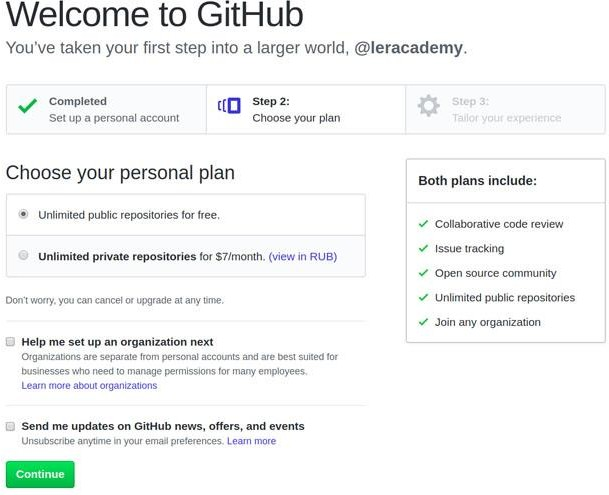 Welcome to GitHub
You’ve taken your first step into a larger world, @leracademy.
Completed
Set up a personal account
Step 2:
Choose your plan
Step 3:
Tailor your experience
Choose your personal plan
Unlimited public repositories for free.
Unlimited private repositories for $7/month. (view in RUB)
Don’t worry, you can cancel or upgrade at any time.
Help me set up an organization next
Organizations are separate from personal accounts and are best suited for
businesses who need to manage permissions for many employees.
Learn more about organizations
Send me updates on GitHub news, offers, and events
Unsubscribe anytime in your email preferences. Learn more
Continue
Both plans include:
Collaborative code review
Issue tracking
Open source community
Unlimited public repositories
Join any organization